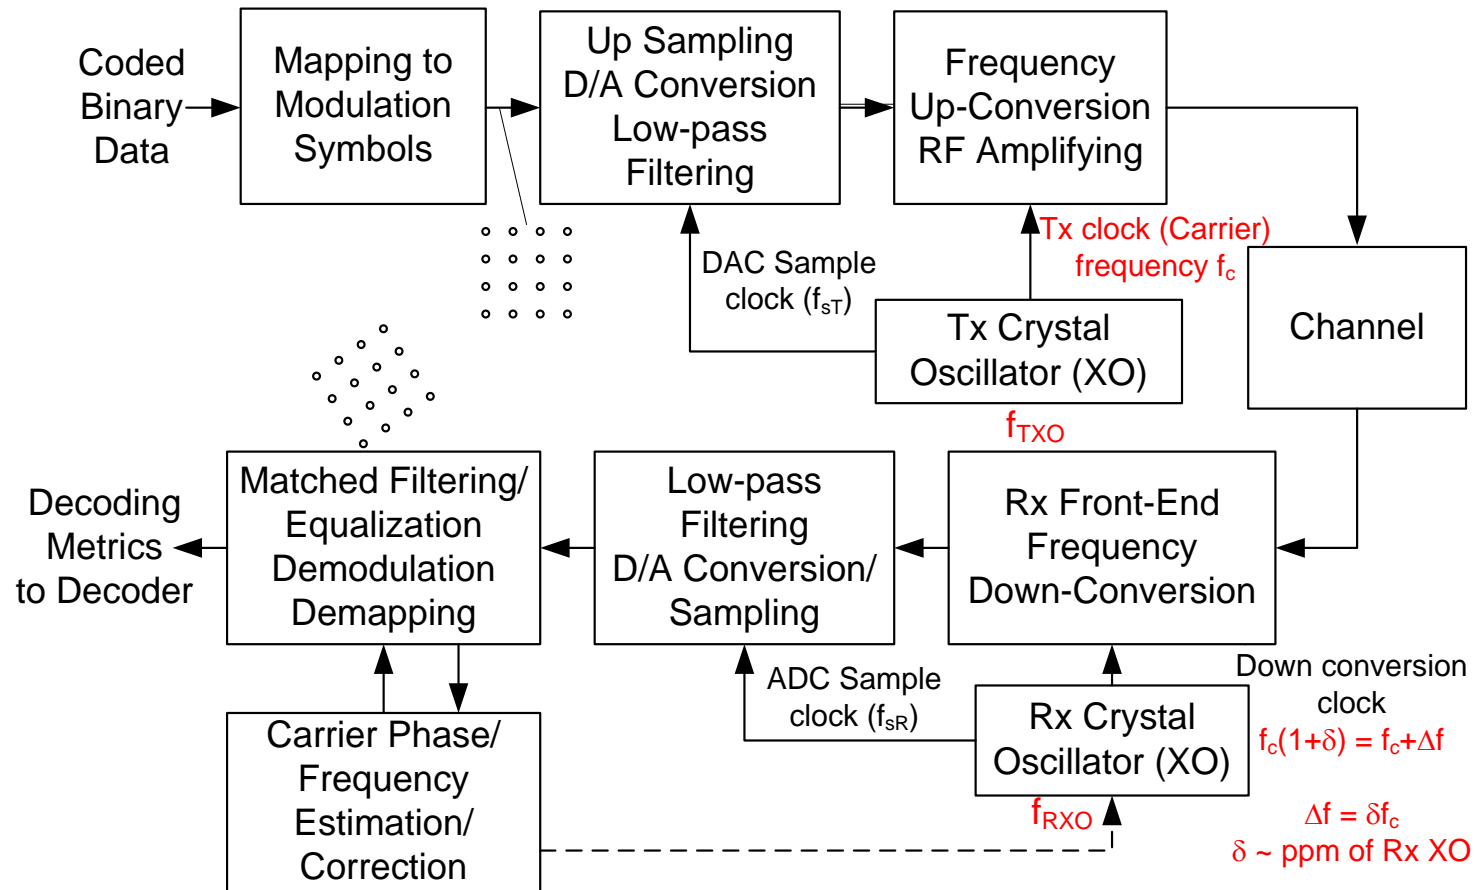 Coded
Binary
Data
Mapping to
Modulation
Symbols
Up Sampling
D/A Conversion
Low-pass
Filtering
Frequency
Up-Conversion
RF Amplifying
DAC Sample
clock (fsT)
Tx clock (Carrier)
frequency fc
Tx Crystal
Oscillator (XO)
fTXO
Channel
Decoding
Metrics
to Decoder
Matched Filtering/
Equalization
Demodulation
Demapping
Low-pass
Filtering
D/A Conversion/
Sampling
Rx Front-End
Frequency
Down-Conversion
ADC Sample
clock (fsR)
Rx Crystal
Oscillator (XO)
fRXO
Down conversion
clock
fc(1+δ) = fc+Δf
Δf = δfc
δ ~ ppm of Rx XO
Carrier Phase/
Frequency
Estimation/
Correction